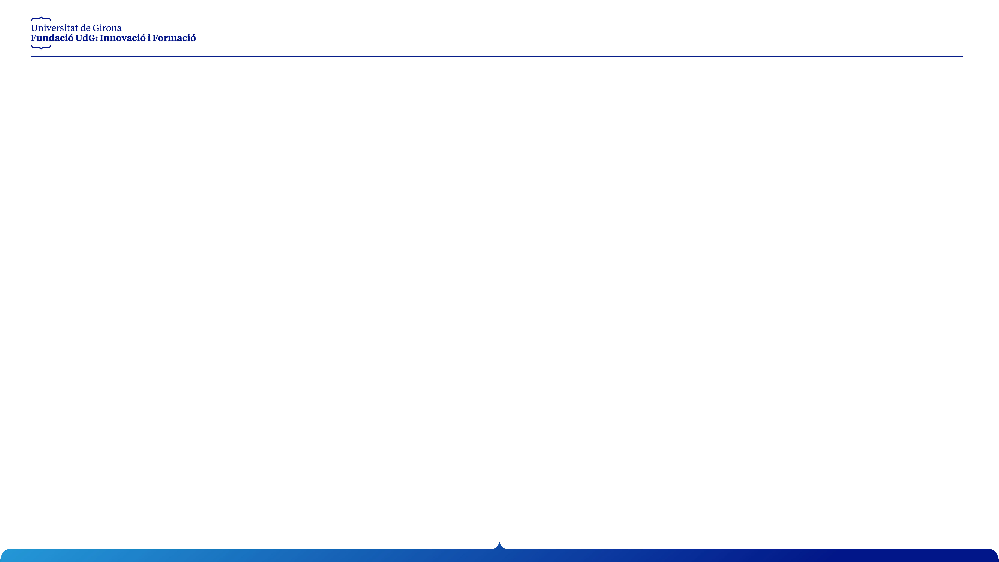 Universitat de Girona
Fundació UdG: Innovació i Formació